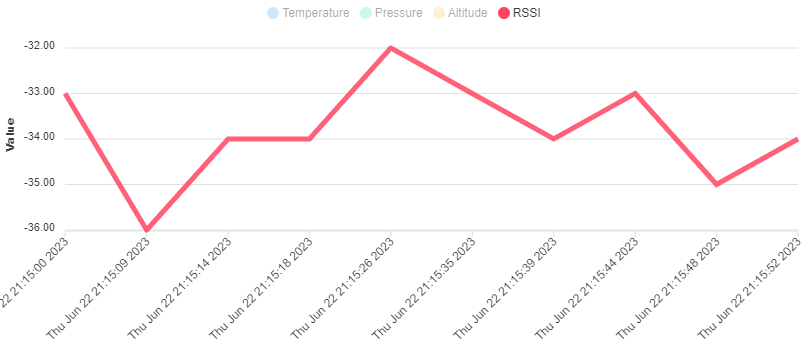 Temperature Pressure Altitude RSSI
-32.00
-33.00
-34.00
-35.00
-36.00
Value
22 21:15:00 2023
Thu Jun 22 21:15:09 2023
Thu Jun 22 21:15:14 2023
Thu Jun 22 21:15:18 2023
Thu Jun 22 21:15:26 2023
Thu Jun 22 21:15:35 2023
Thu Jun 22 21:15:39 2023
Thu Jun 22 21:15:44 2023
Thu Jun 22 21:15:48 2023
Thu Jun 22 21:15:52 2023